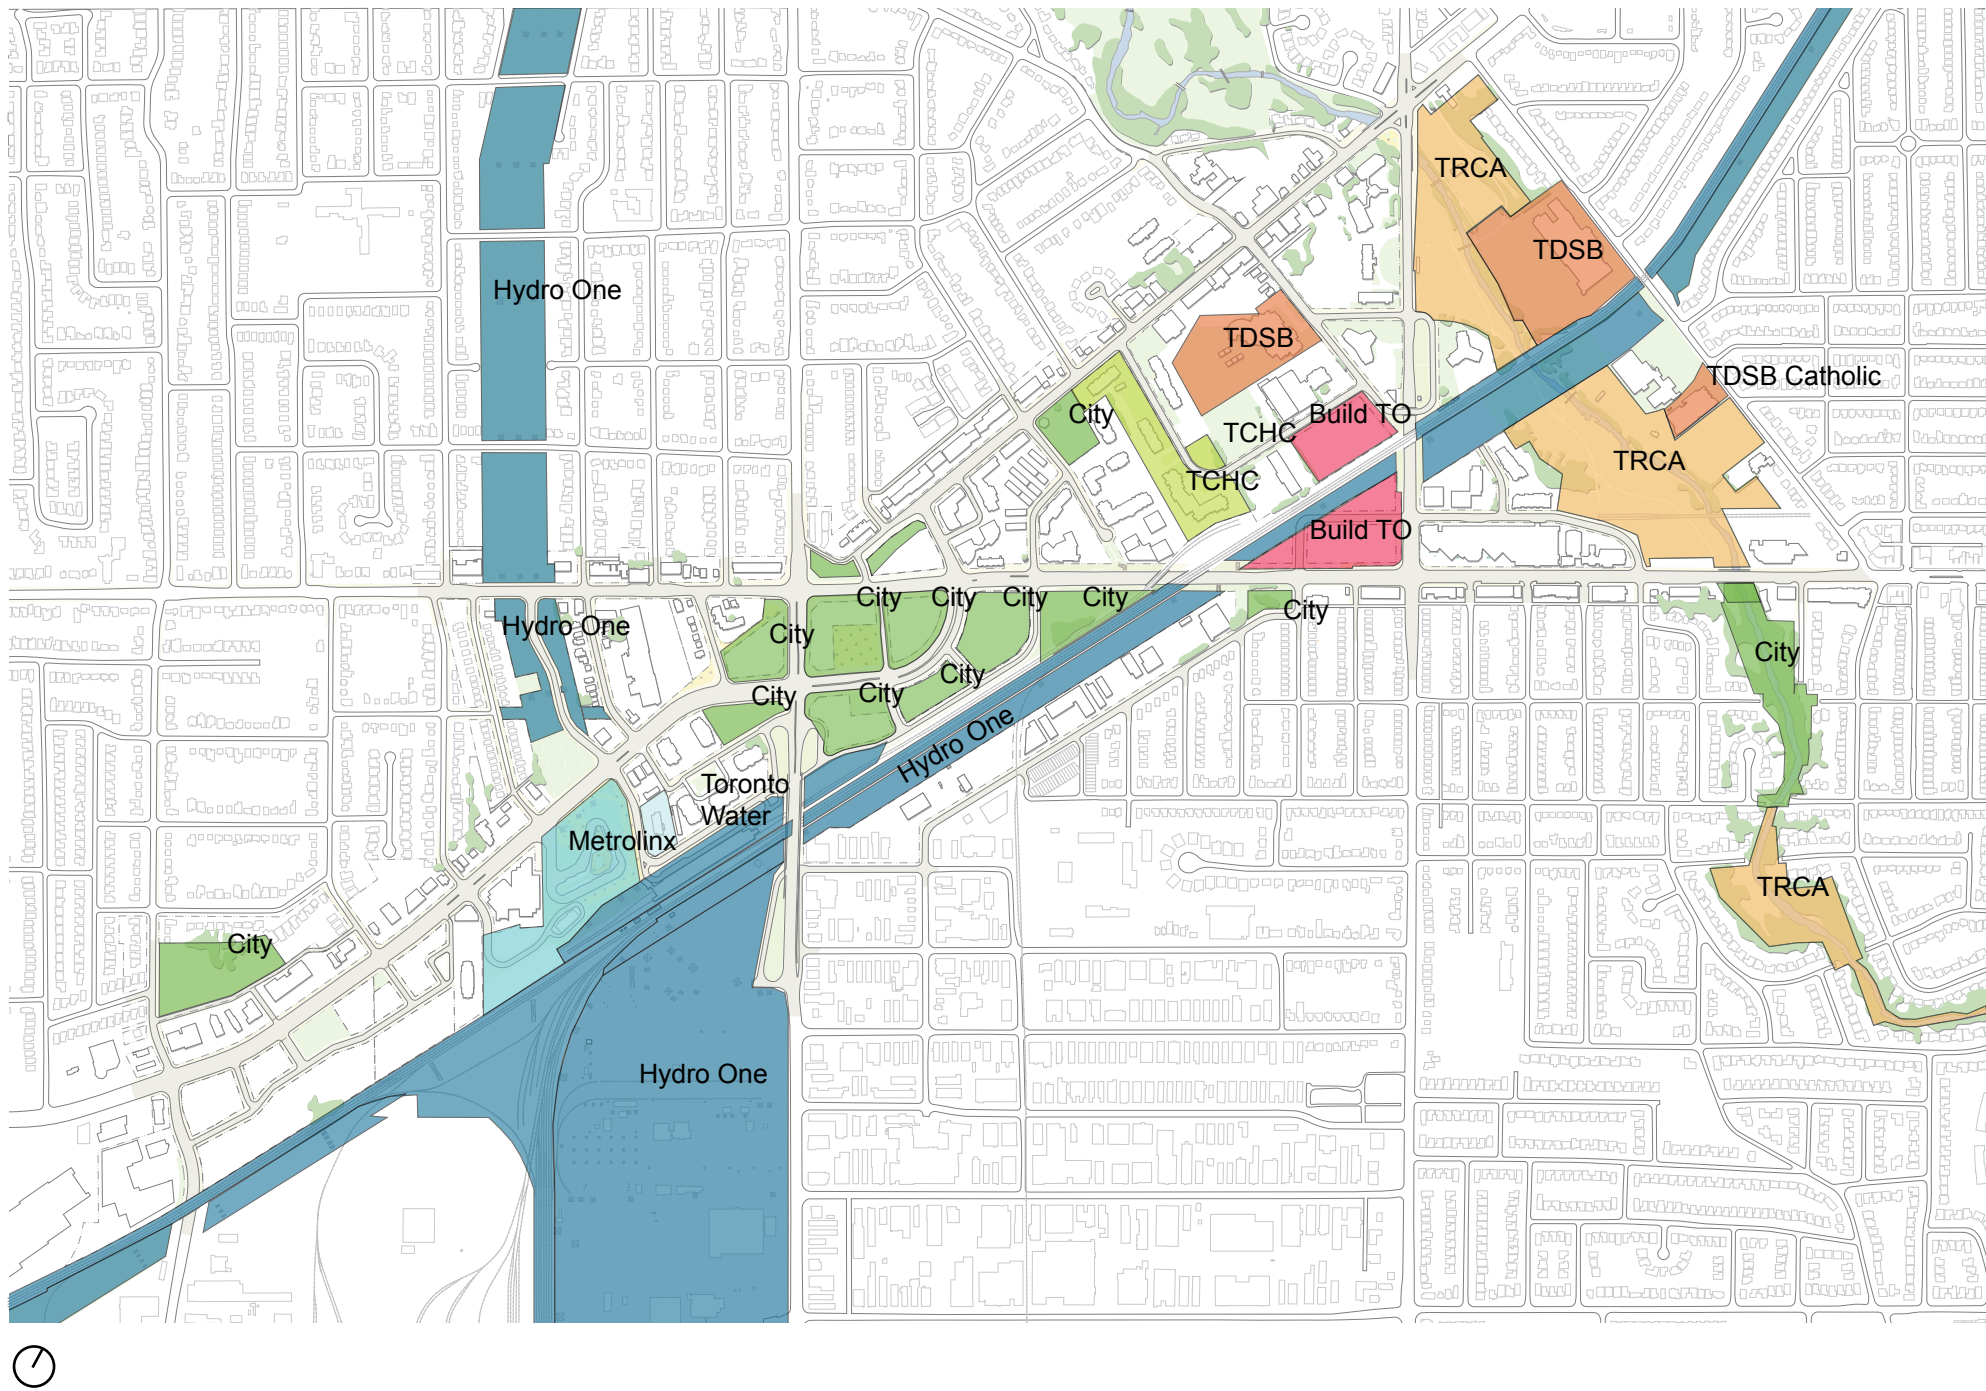 TRCA
TDSB
Hydro One
TDSB
TDSB Catholic
City
Build TO
TCHC
TRCA
TCHC
Build TO
City
City
City
City
City
Hydro One
City
City
City
City
City
Hydro One
Toronto
Water
Metrolinx
TRCA
City
Hydro One